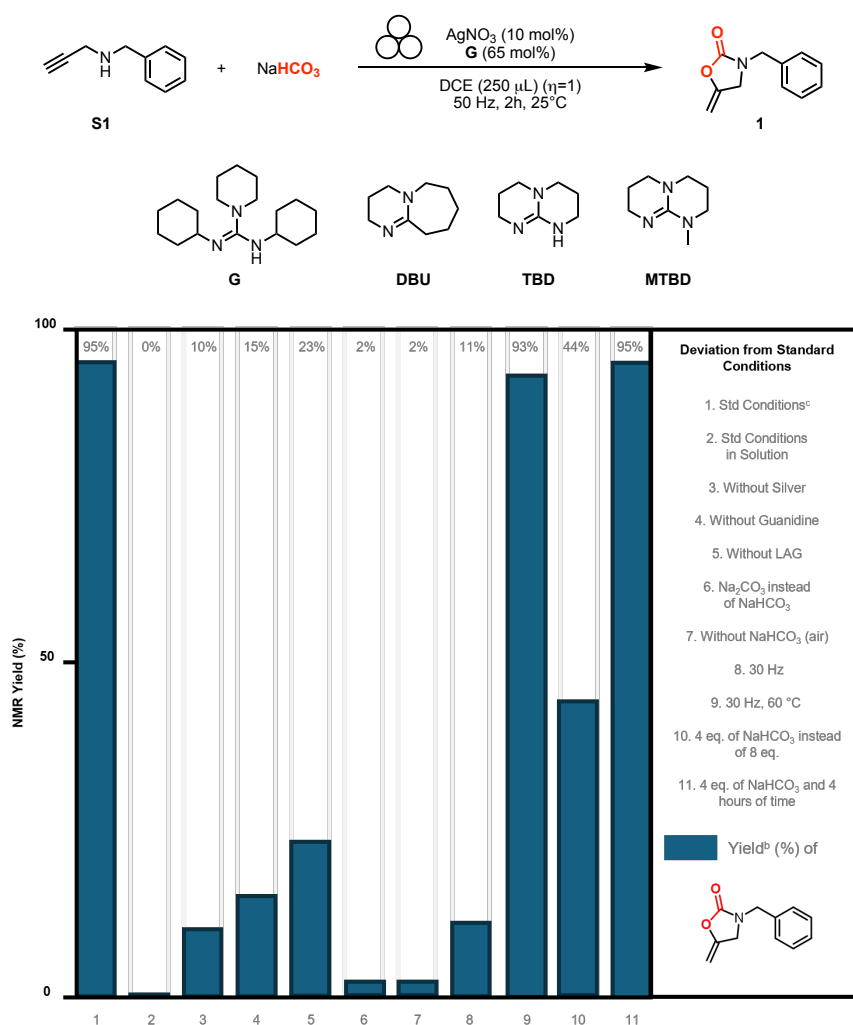 AgNO₃ (10 mol%)
G (65 mol%)
N
H
+
NaHCO₃
DCE (250 μL) (η=1)
50 Hz, 2h, 25°C
O
O
N
S1
1
N
N
N
H
G
N
N
DBU
N
N
N
H
TBD
N
N
N
MTBD
100
50
0
NMR Yield (%)
95%
0%
10%
15%
23%
2%
2%
11%
93%
44%
95%
1
2
3
4
5
6
7
8
9
10
11
Deviation from Standard
Conditions
1. Std Conditionsᶜ
2. Std Conditions
in Solution
3. Without Silver
4. Without Guanidine
5. Without LAG
6. Na₂CO₃ instead
of NaHCO₃
7. Without NaHCO₃ (air)
8. 30 Hz
9. 30 Hz, 60 °C
10. 4 eq. of NaHCO₃ instead
of 8 eq.
11. 4 eq. of NaHCO₃ and 4
hours of time
Yieldᵇ (%) of
O
O
N